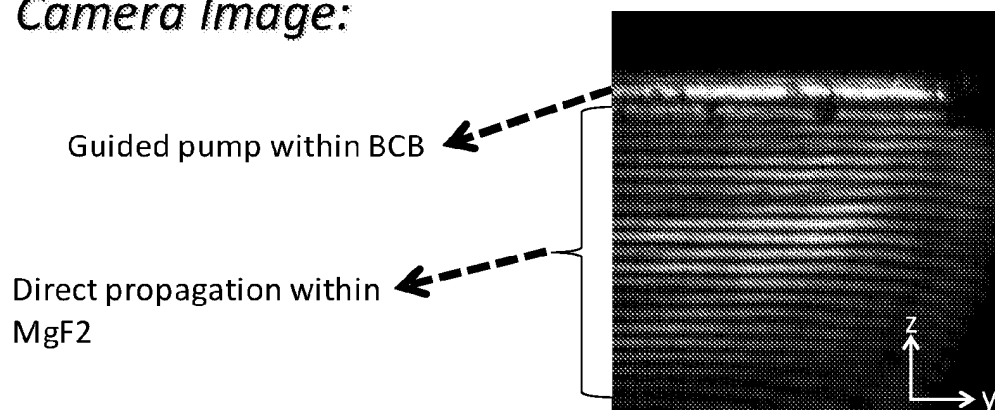 Camera Image:
Guided pump within BCB
Direct propagation within
MgF2
z
y